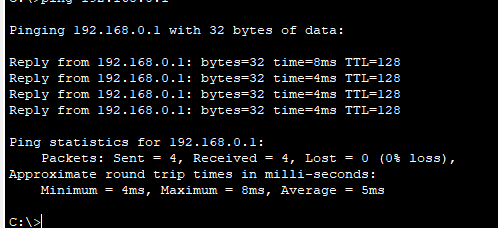 C:\>ping 192.168.0.1
Pinging 192.168.0.1 with 32 bytes of data:
Reply from 192.168.0.1: bytes=32 time=8ms TTL=128
Reply from 192.168.0.1: bytes=32 time=4ms TTL=128
Reply from 192.168.0.1: bytes=32 time=4ms TTL=128
Reply from 192.168.0.1: bytes=32 time=4ms TTL=128
Ping statistics for 192.168.0.1:
Packets: Sent = 4, Received = 4, Lost = 0 (0% loss),
Approximate round trip times in milli-seconds:
Minimum = 4ms, Maximum = 8ms, Average = 5ms
C:\>